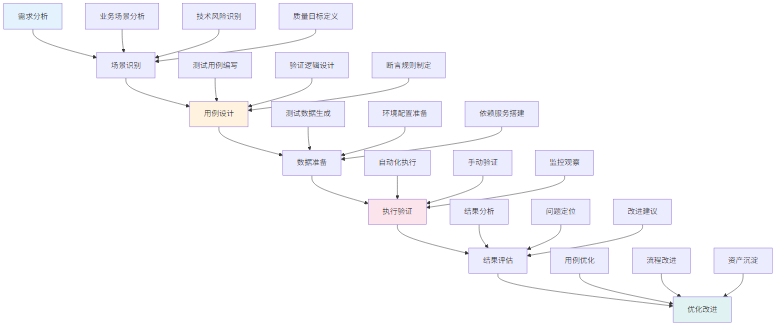 需求分析
业务场景分析
技术风险识别
质量目标定义
场景识别
测试用例编写
验证逻辑设计
断言规则制定
用例设计
测试数据生成
环境配置准备
依赖服务搭建
数据准备
自动化执行
手动验证
监控观察
执行验证
结果分析
问题定位
改进建议
结果评估
用例优化
流程改进
资产沉淀
优化改进